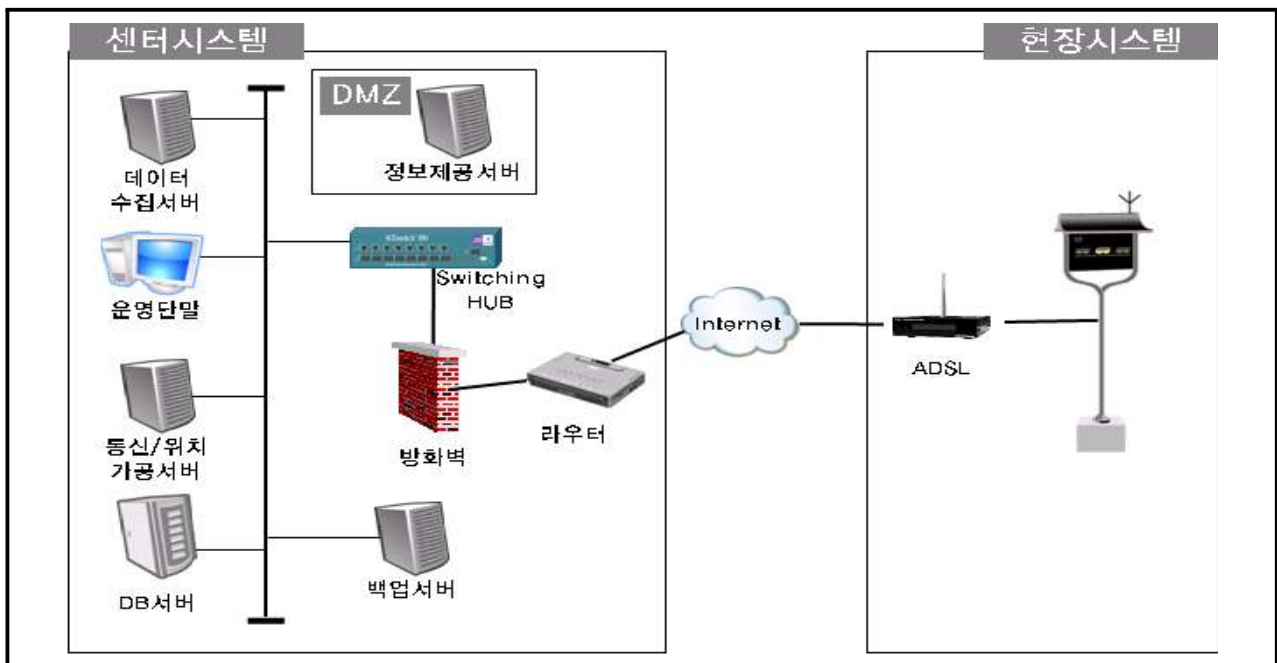 센터시스템
현장시스템
DMZ
정보제공서버
데이터
수집서버
운영단말
Switching
HUB
Internet
ADSL
통신/위치
가공서버
방화벽
라우터
DB서버
백업서버